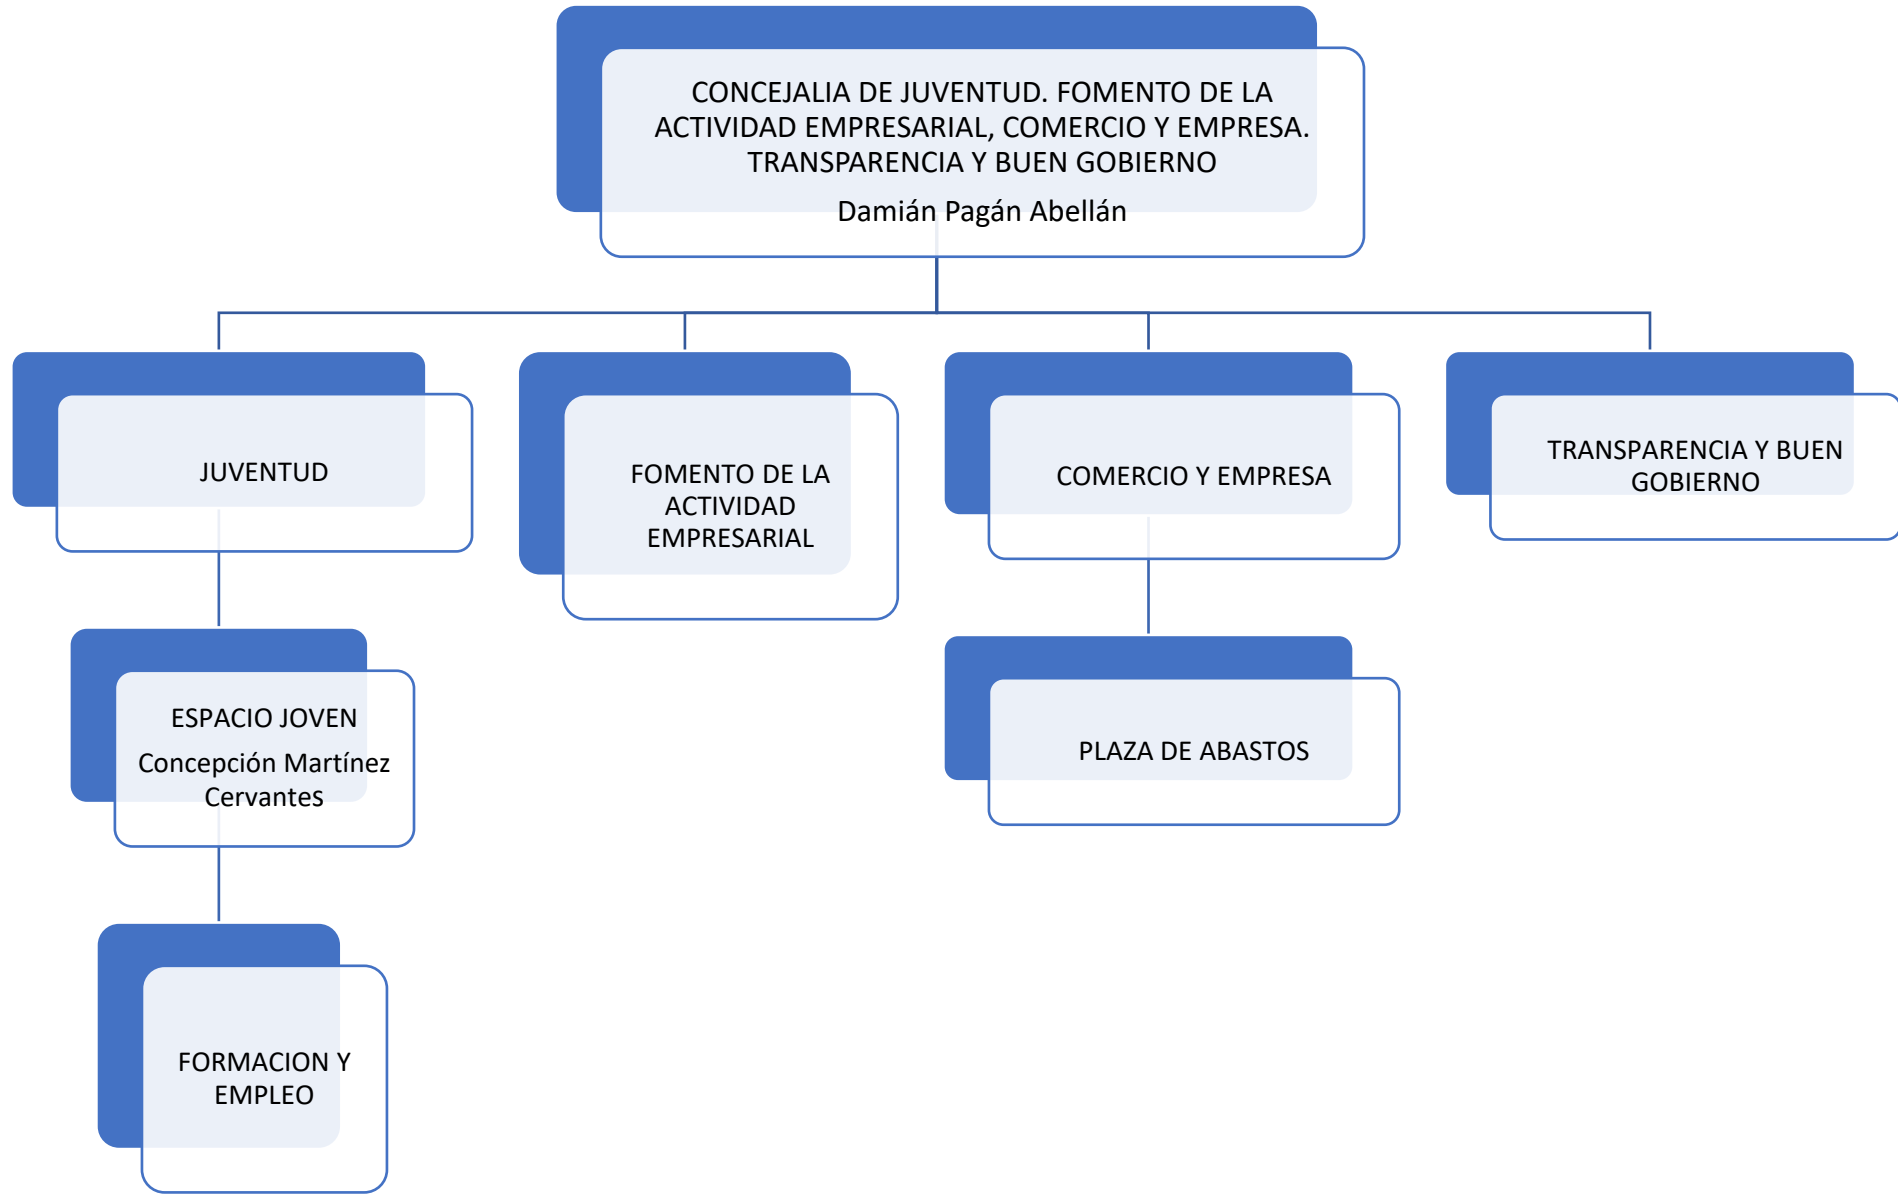 CONCEJALIA DE JUVENTUD. FOMENTO DE LA
ACTIVIDAD EMPRESARIAL, COMERCIO Y EMPRESA.
TRANSPARENCIA Y BUEN GOBIERNO
Damián Pagán Abellán
JUVENTUD
FOMENTO DE LA
ACTIVIDAD
EMPRESARIAL
COMERCIO Y EMPRESA
TRANSPARENCIA Y BUEN
GOBIERNO
ESPACIO JOVEN
Concepción Martínez
Cervantes
PLAZA DE ABASTOS
FORMACION Y
EMPLEO